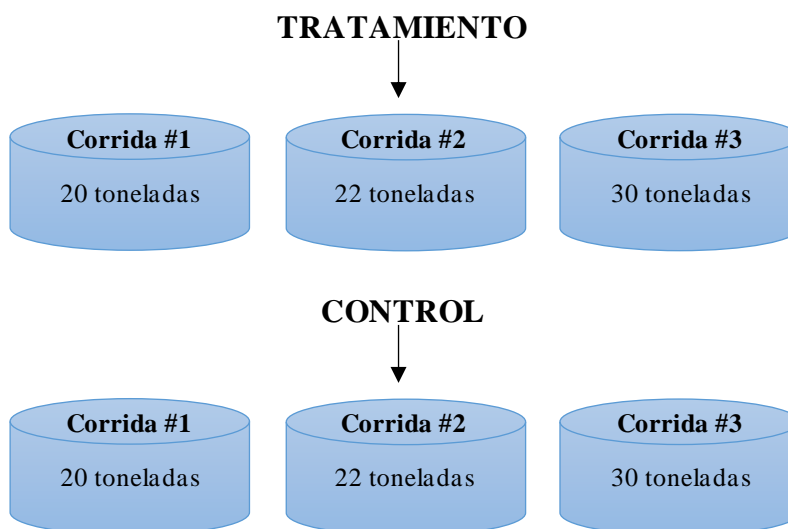 TRATAMIENTO
Corrida #1 Corrida #2 Corrida #3
20 toneladas 22 toneladas 30 toneladas
CONTROL
Corrida #1 Corrida #2 Corrida #3
20 toneladas 22 toneladas 30 toneladas